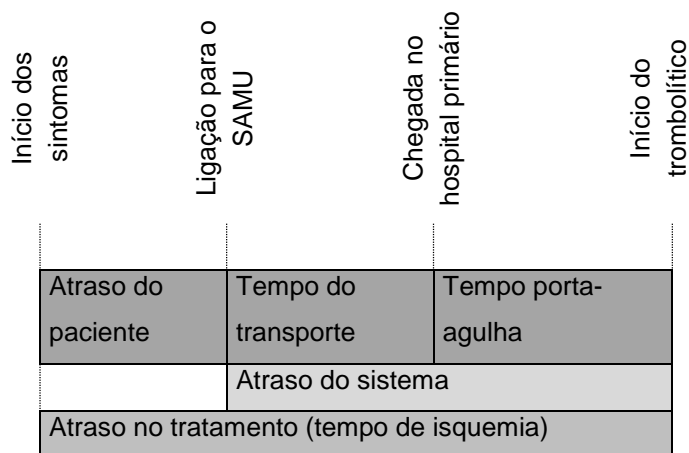 Início dos
sintomas
Ligação para o
SAMU
Chegada no
hospital primário
Início do
trombolítico
Atraso do
paciente
Tempo do
transporte
Tempo porta-
agulha
Atraso do sistema
Atraso no tratamento (tempo de isquemia)